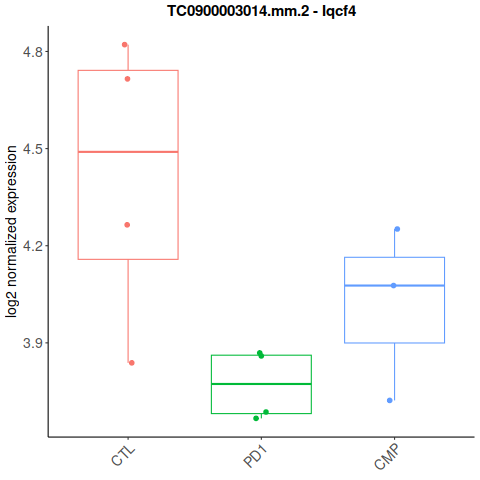 TC0900003014.mm.2 - Iqcf4
log2 normalized expression
4.8
4.5
4.2
3.9
CTL
PD1
CMP